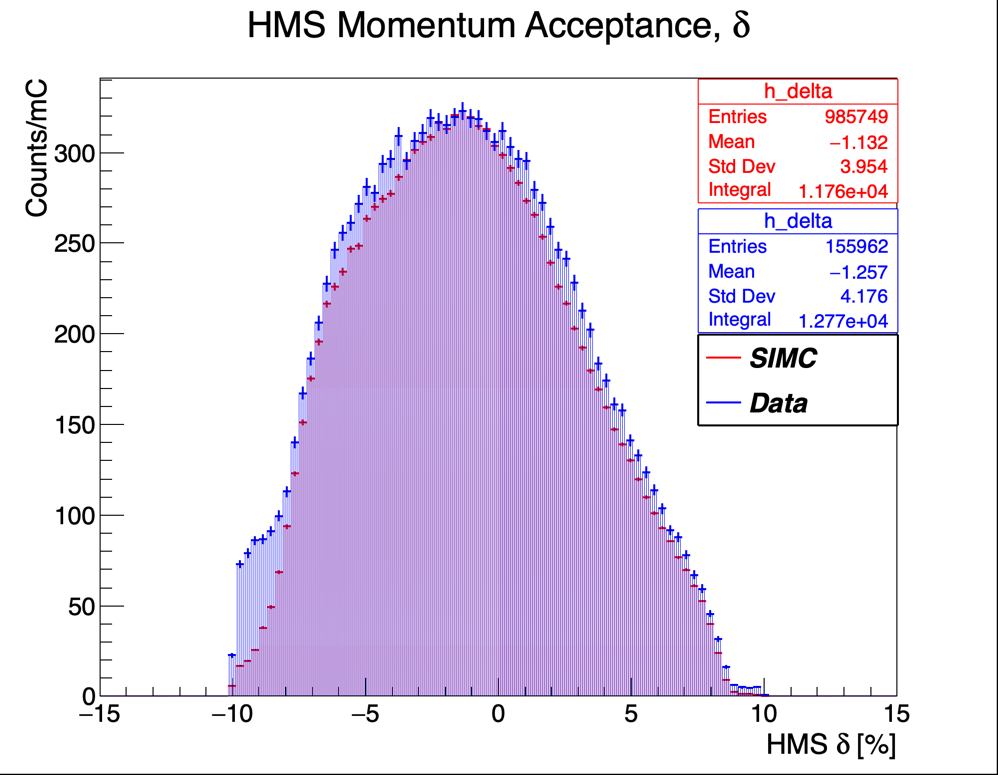 HMS Momentum Acceptance, δ
Counts/mC
300
250
200
150
100
50
0
−15
−10
−5
0
5
10
15
HMS δ [%]
h_delta
Entries 985749
Mean −1.132
Std Dev 3.954
Integral 1.176e+04
h_delta
Entries 155962
Mean −1.257
Std Dev 4.176
Integral 1.277e+04
SIMC
Data